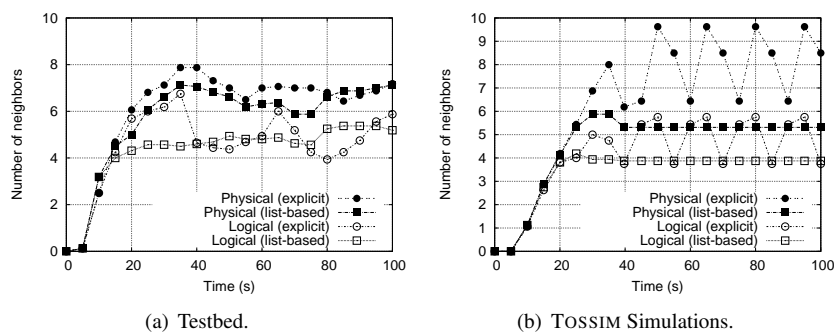 10
8
6
4
2
0
0 20 40 60 80 100
Number of neighbors
Time (s)
Physical (explicit)
Physical (list-based)
Logical (explicit)
Logical (list-based)
(a) Testbed.
10
9
8
7
6
5
4
3
2
1
0
0 20 40 60 80 100
Number of neighbors
Time (s)
Physical (explicit)
Physical (list-based)
Logical (explicit)
Logical (list-based)
(b) TOSSIM Simulations.